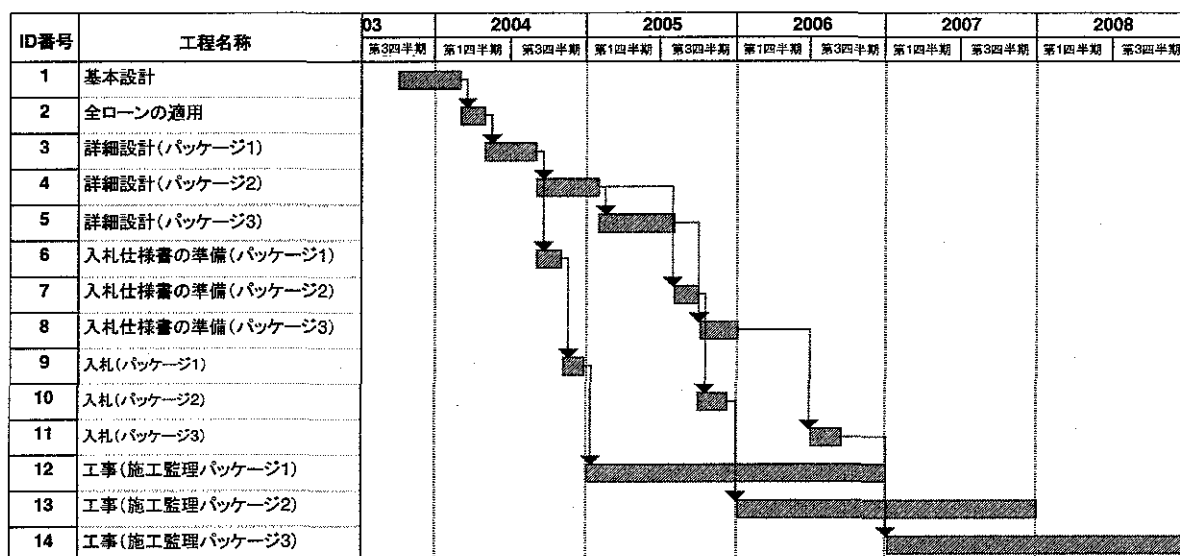 03 2004 2005 2006 2007 2008
ID番号 工程名称 第3四半期 第1四半期 第3四半期 第1四半期 第3四半期 第1四半期 第3四半期 第1四半期 第3四半期 第1四半期 第3四半期
1 基本設計
2 全ローンの適用
3 詳細設計(パッケージ1)
4 詳細設計(パッケージ2)
5 詳細設計(パッケージ3)
6 入札仕様書の準備(パッケージ1)
7 入札仕様書の準備(パッケージ2)
8 入札仕様書の準備(パッケージ3)
9 入札(パッケージ1)
10 入札(パッケージ2)
11 入札(パッケージ3)
12 工事(施工監理パッケージ1)
13 工事(施工監理パッケージ2)
14 工事(施工監理パッケージ3)